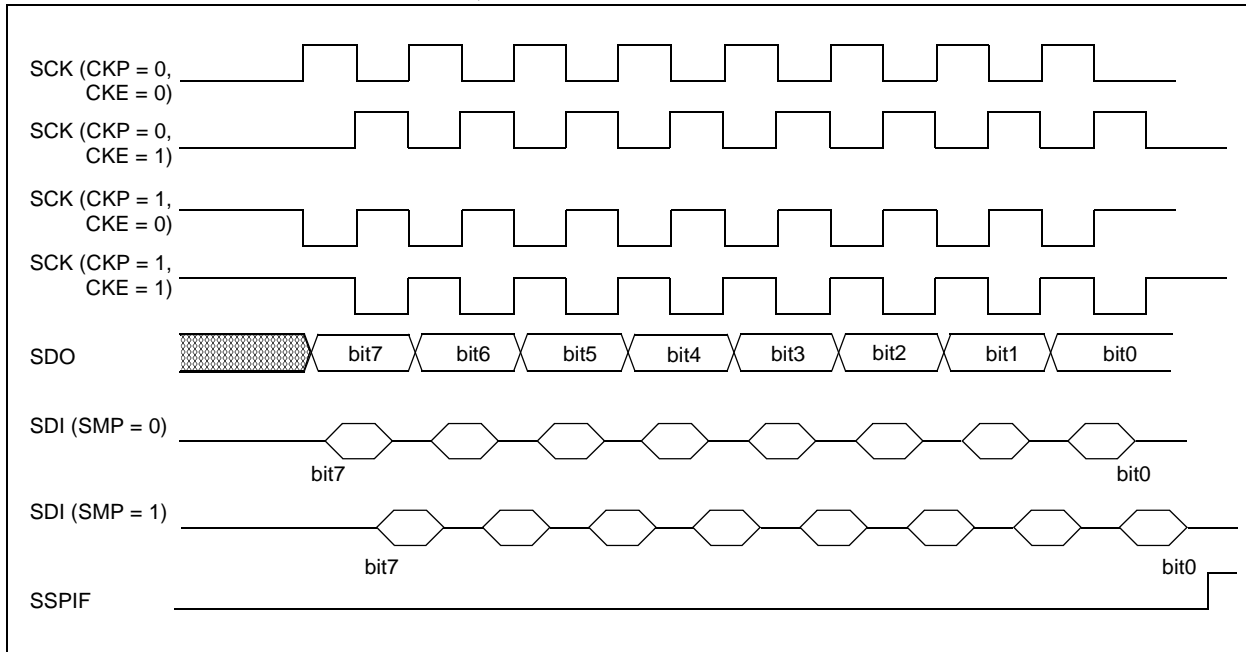 SCK (CKP = 0,
CKE = 0)
SCK (CKP = 0,
CKE = 1)
SCK (CKP = 1,
CKE = 0)
SCK (CKP = 1,
CKE = 1)
SDO bit7 bit6 bit5 bit4 bit3 bit2 bit1 bit0
SDI (SMP = 0)
bit7 bit0
SDI (SMP = 1)
bit7 bit0
SSPIF